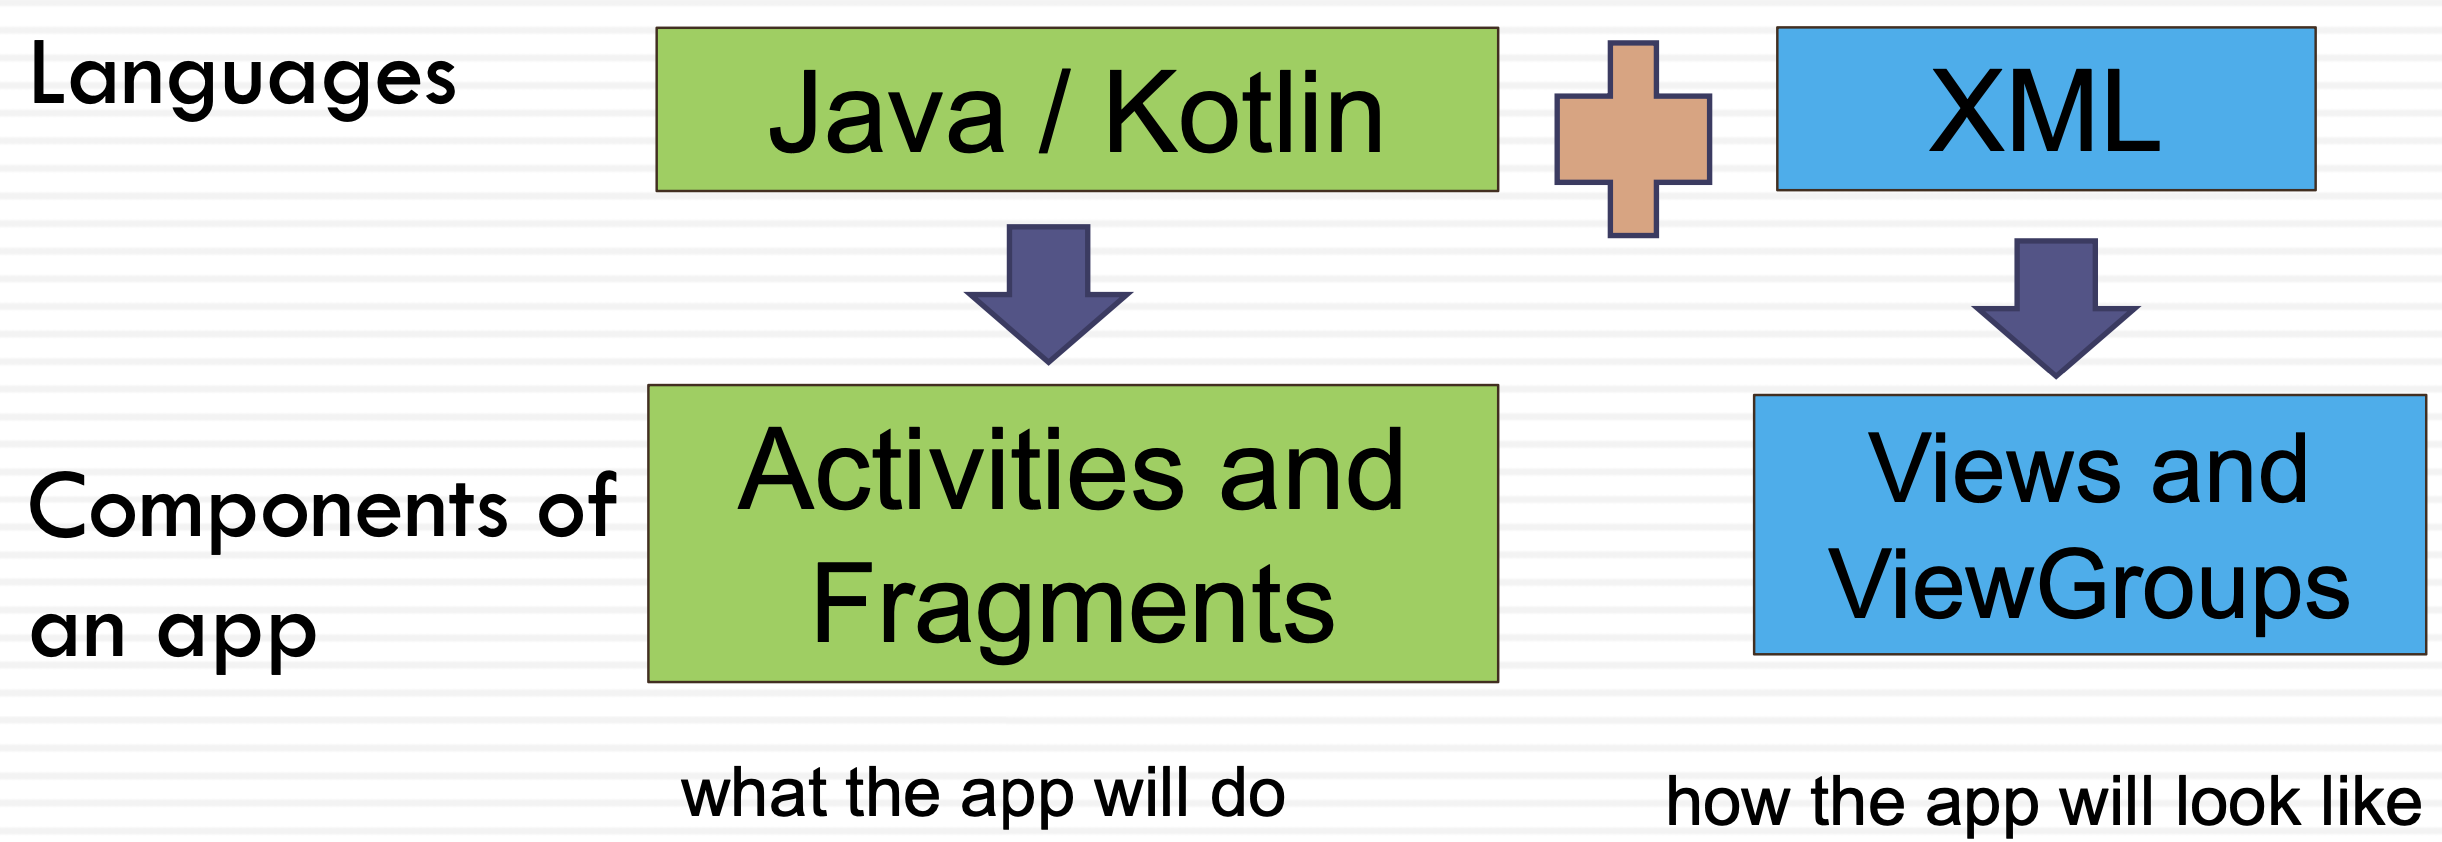 Languages
Java / Kotlin
XML
Components of
an app
Activities and
Fragments
Views and
ViewGroups
what the app will do
how the app will look like